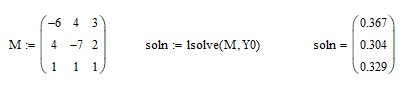 M := (-6 4 3
4 -7 2
1 1 1)
soln := lsolve(M, Y0)
soln = (0.367
0.304
0.329)